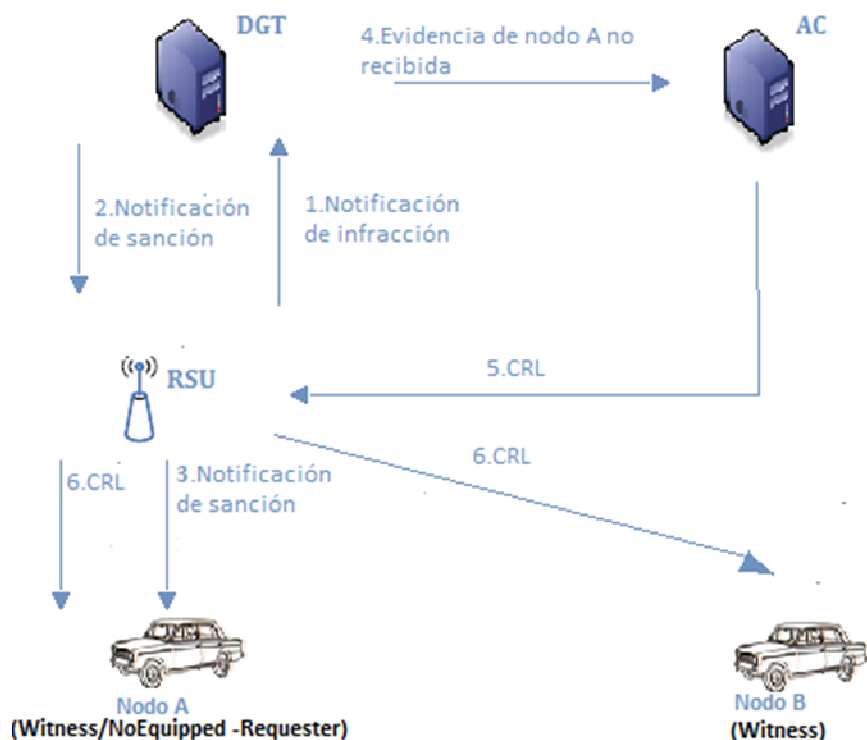 DGT
4.Evidencia de nodo A no
recibida
AC
2.Notificación
de sanción
1.Notificación
de infracción
RSU
5.CRL
6.CRL
3.Notificación
de sanción
6.CRL
Nodo A
(Witness/NoEquipped -Requester)
Nodo B
(Witness)